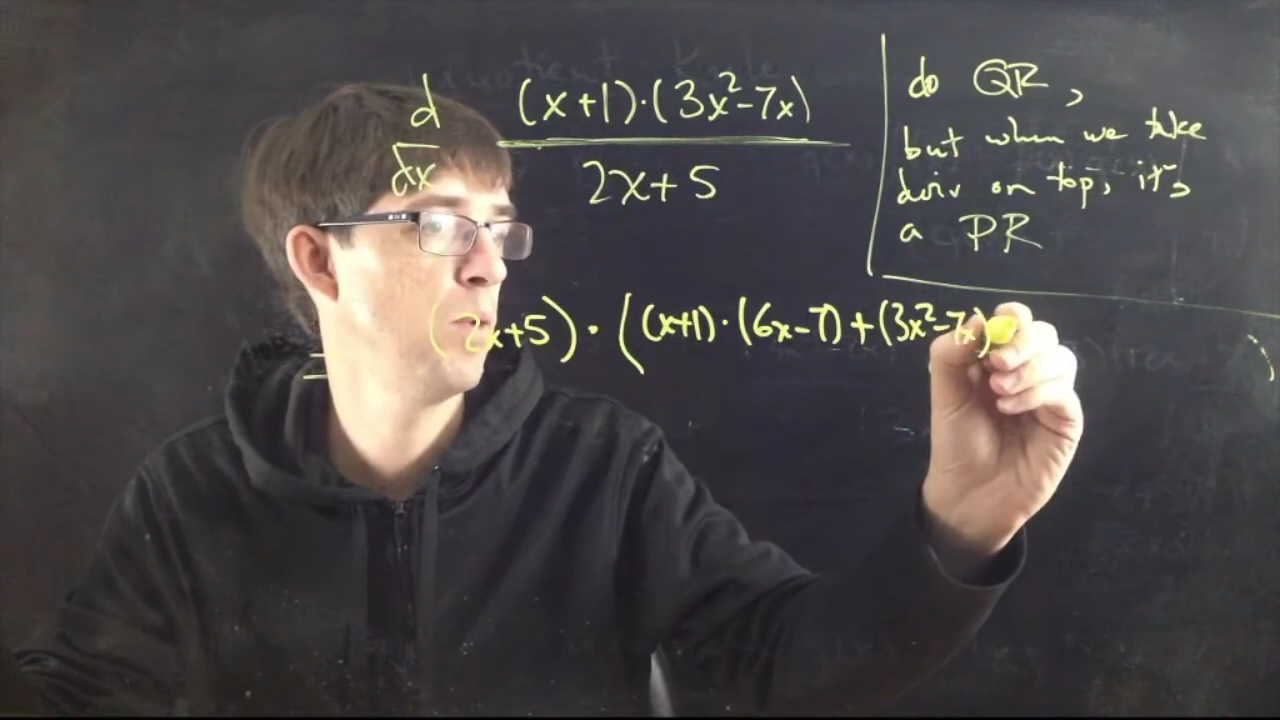 d/dx (x+1)·(3x²-7x) / 2x+5
do QR,
but when we take
deriv on top, it's
a PR
= (2x+5)·((x+1)·(6x-7)+(3x²-7x)